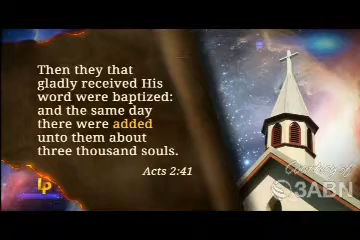 Then they that
gladly received His
word were baptized:
and the same day
there were added
unto them about
three thousand souls.
Acts 2:41
LP
Courtesy of
3ABN